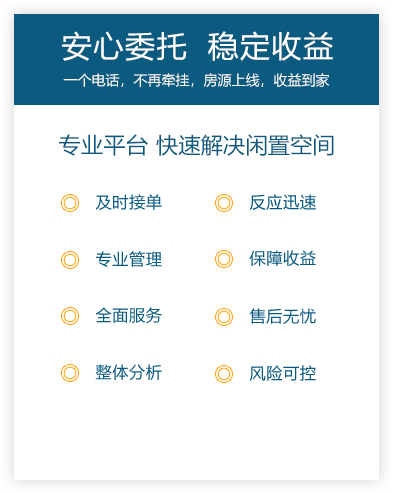 安心委托 稳定收益
一个电话，不再牵挂，房源上线，收益到家
专业平台 快速解决闲置空间
及时接单 反应迅速
专业管理 保障收益
全面服务 售后无忧
整体分析 风险可控